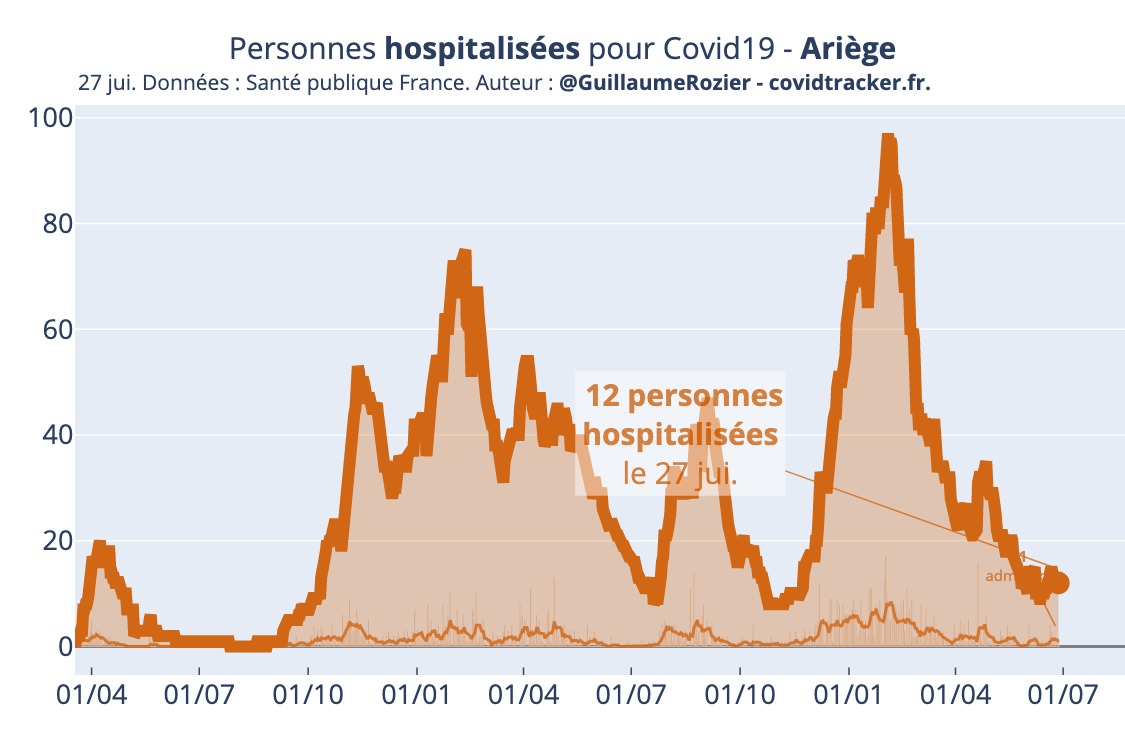 Personnes hospitalisées pour Covid19 - Ariège
27 jui. Données : Santé publique France. Auteur : @GuillaumeRozier - covidtracker.fr.
100
80
60
40
20
0
12 personnes
hospitalisées
le 27 jui.
01/04 01/07 01/10 01/01 01/04 01/07 01/10 01/01 01/04 01/07